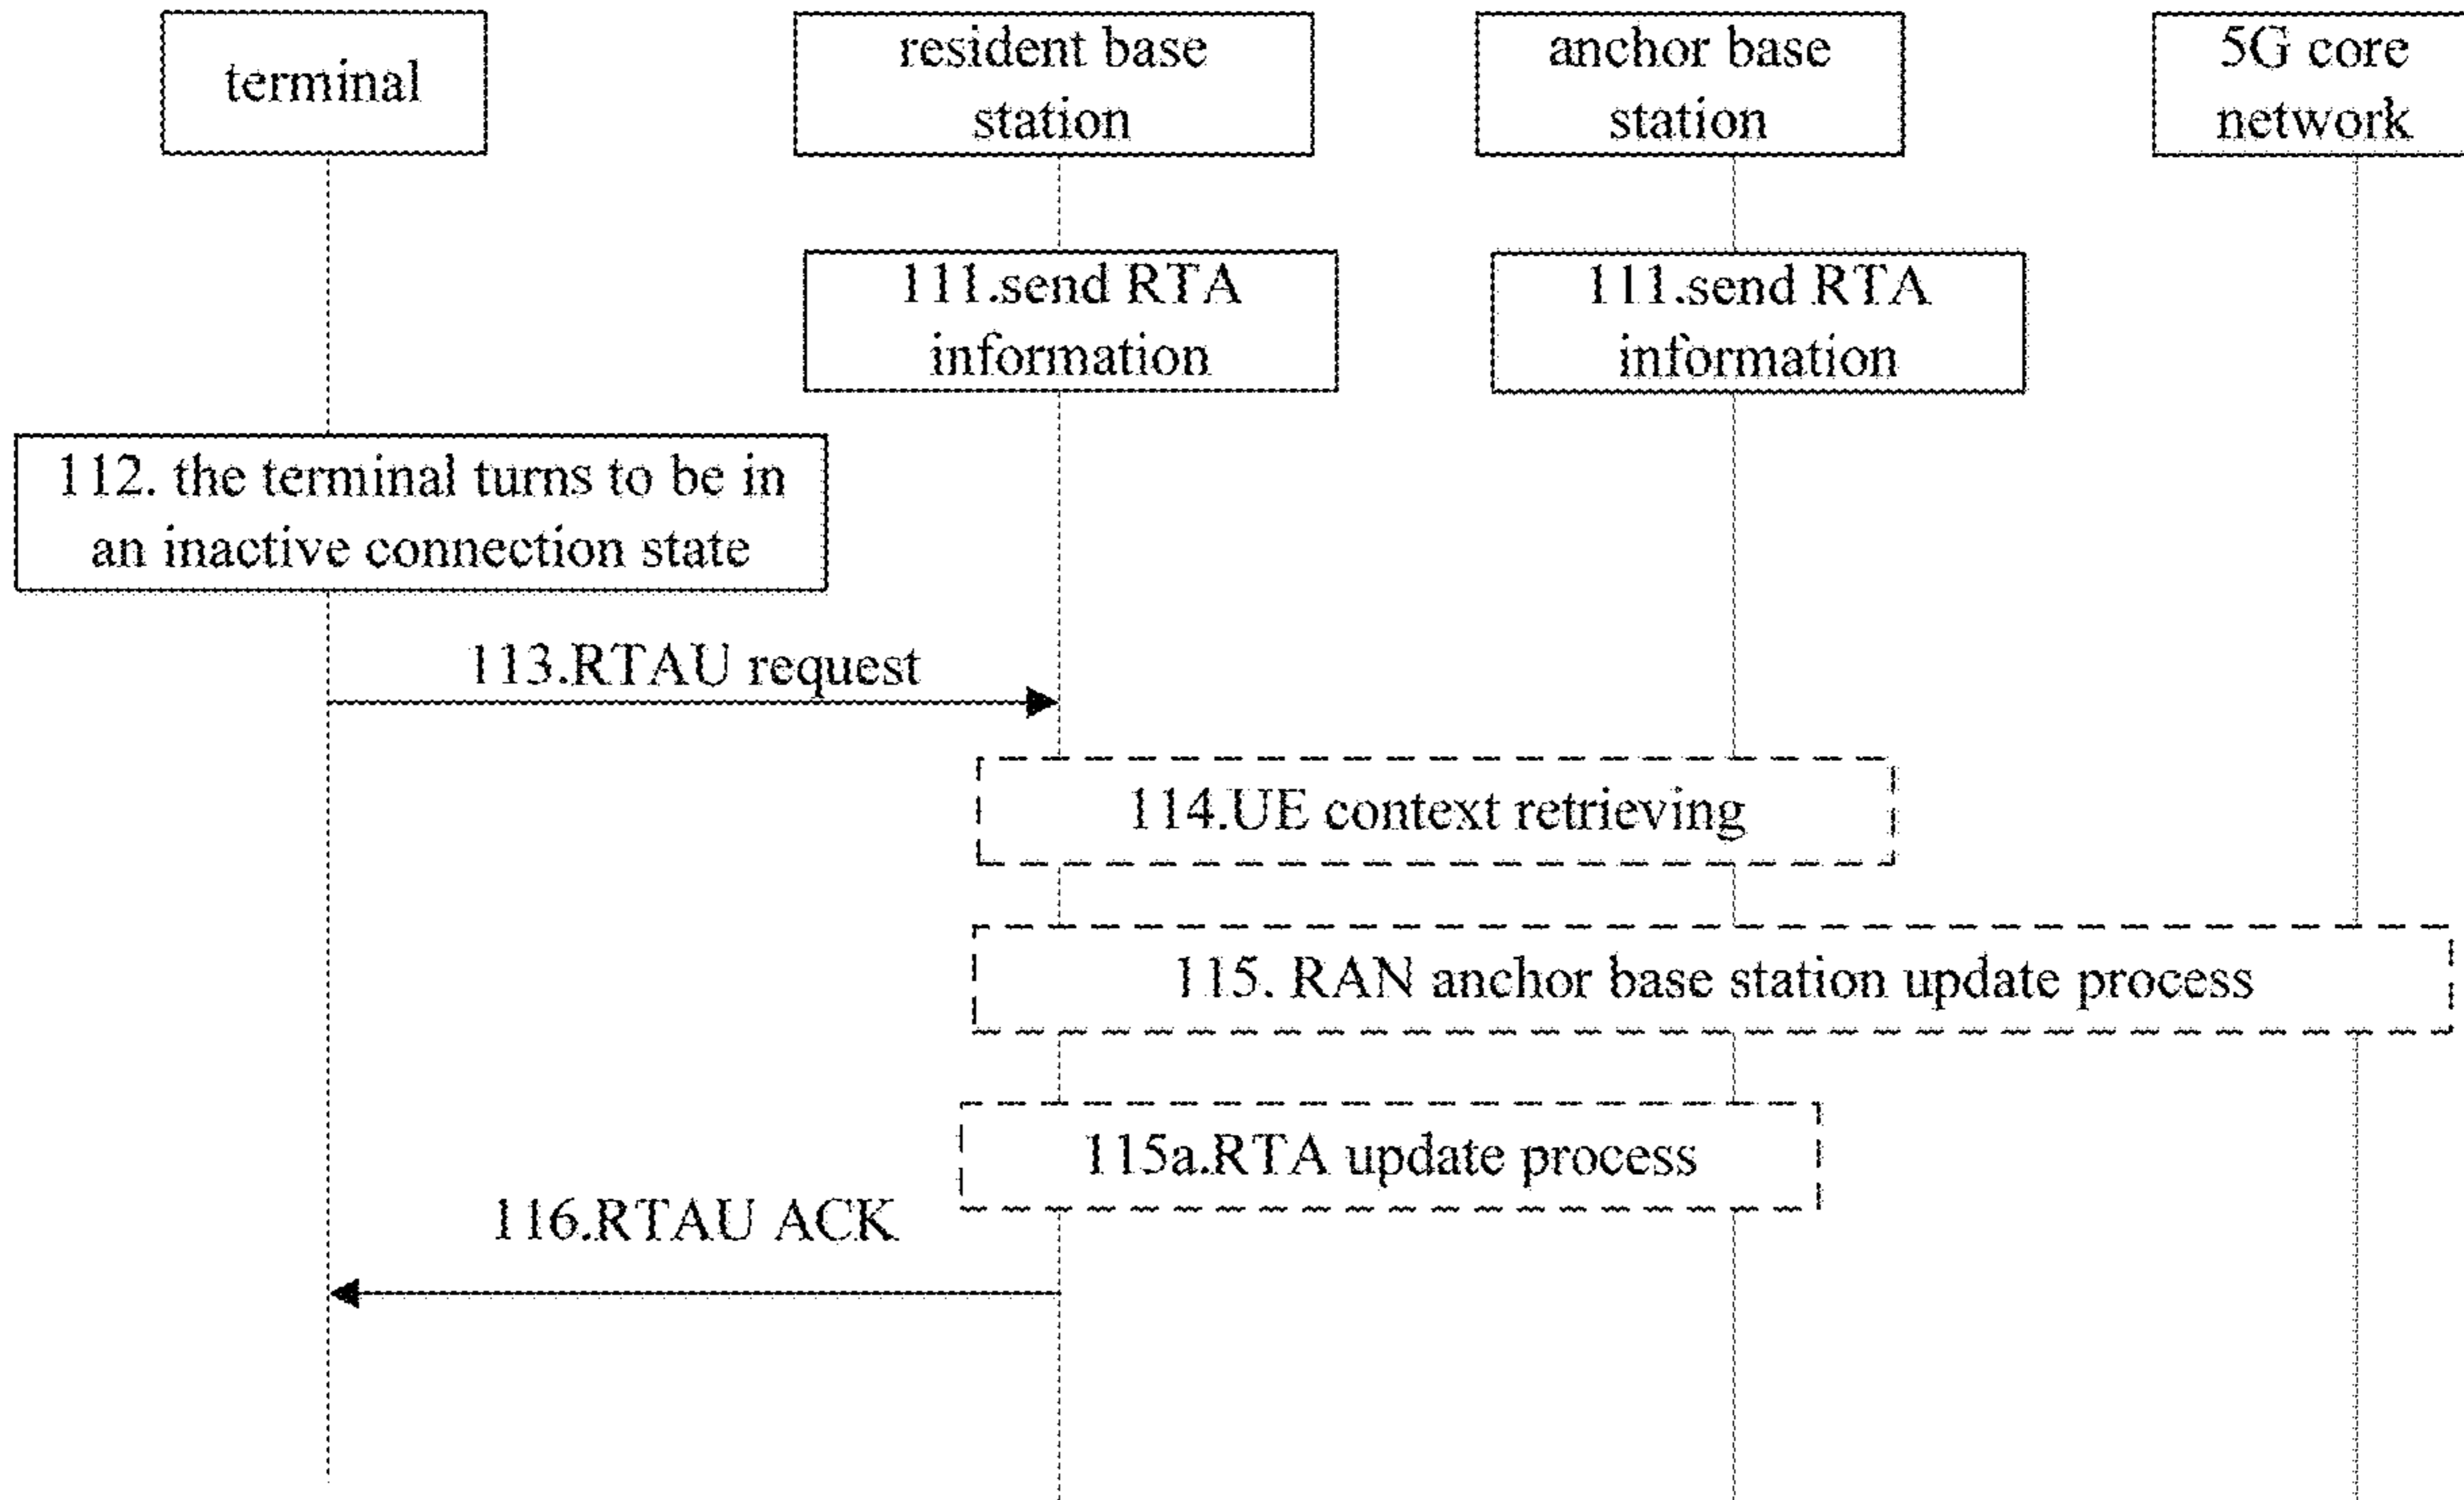 terminal
resident base
station
anchor base
station
5G core
network
111.send RTA
information
111.send RTA
information
112. the terminal turns to be in
an inactive connection state
113.RTAU request
114.UE context retrieving
115. RAN anchor base station update process
115a.RTA update process
116.RTAU ACK